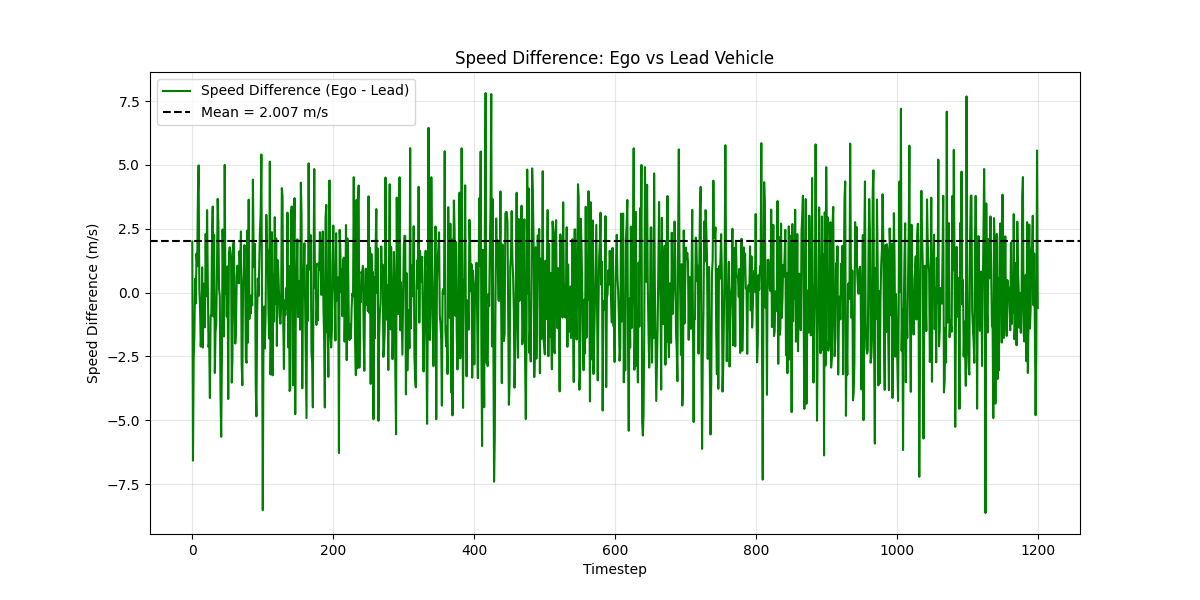 Speed Difference: Ego vs Lead Vehicle
Speed Difference (Ego - Lead)
Mean = 2.007 m/s
Speed Difference (m/s)
7.5
5.0
2.5
0.0
−2.5
−5.0
−7.5
0 200 400 600 800 1000 1200
Timestep